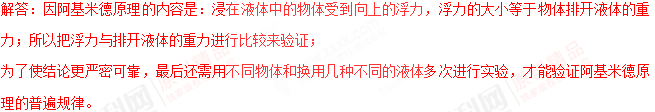 解答：因阿基米德原理的内容是：浸在液体中的物体受到向上的浮力，浮力的大小等于物体排开液体的重
力；所以把浮力与排开液体的重力进行比较来验证；
为了使结论更严密可靠，最后还需用不同物体和换用几种不同的液体多次进行实验，才能验证阿基米德原
理的普遍规律。